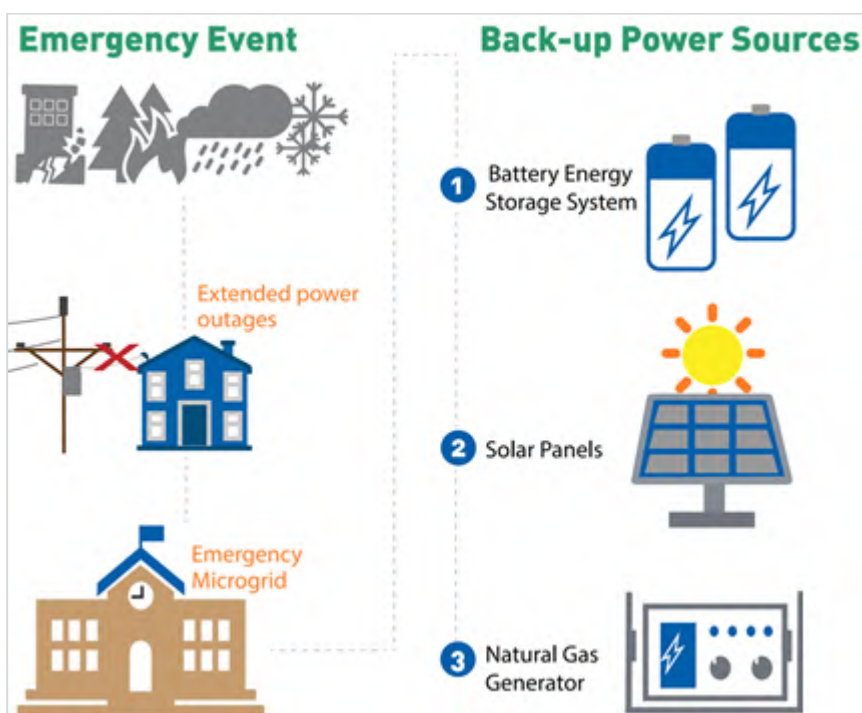 Emergency Event
Extended power
outages
Emergency
Microgrid
Back-up Power Sources
1
Battery Energy
Storage System
2
Solar Panels
3
Natural Gas
Generator